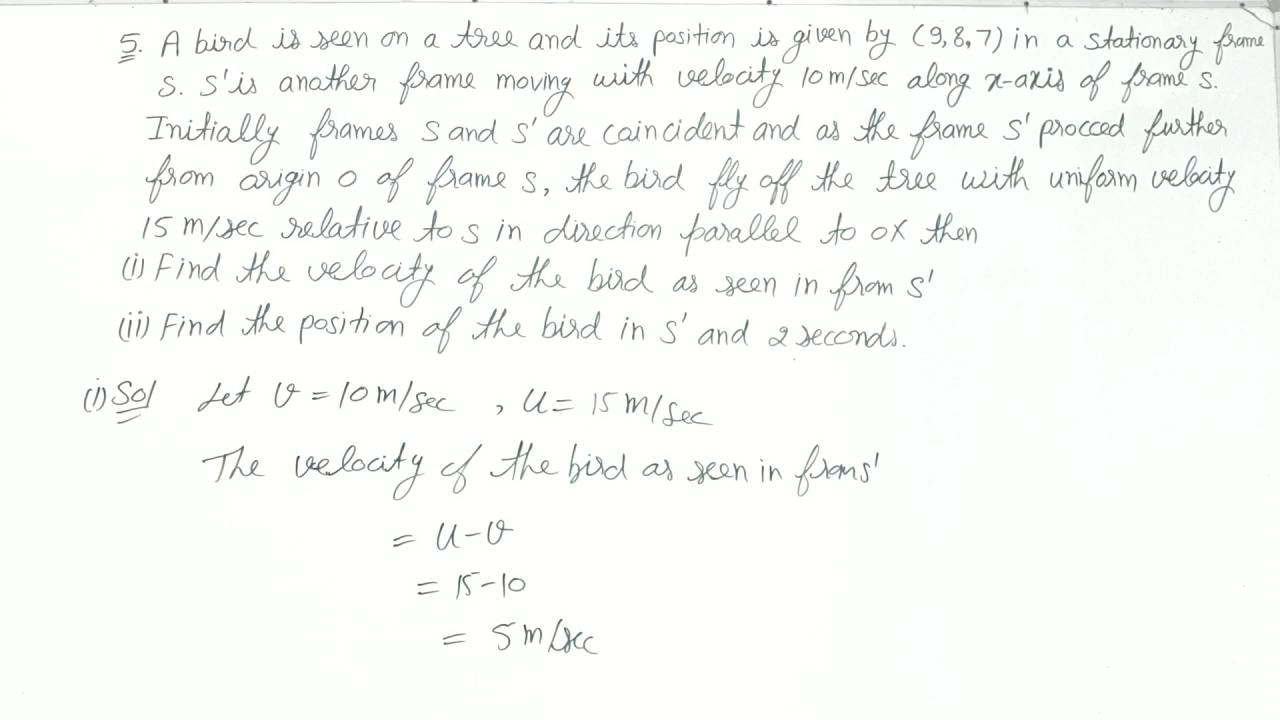 5. A bird is seen on a tree and its position is given by (9,8,7) in a stationary frame
S. S' is another frame moving with velocity 10 m/sec along x-axis of frame S.
Initially frames S and S' are coincident and as the frame S' procced further
from origin O of frame S, the bird fly off the tree with uniform velocity
15 m/sec relative to S in direction parallel to OX then
(i) Find the velocity of the bird as seen in from S'
(ii) Find the position of the bird in S' and 2 seconds.
(i) Sol Let v = 10 m/sec , u = 15 m/sec
The velocity of the bird as seen in from s'
= u-v
= 15-10
= 5 m/sec